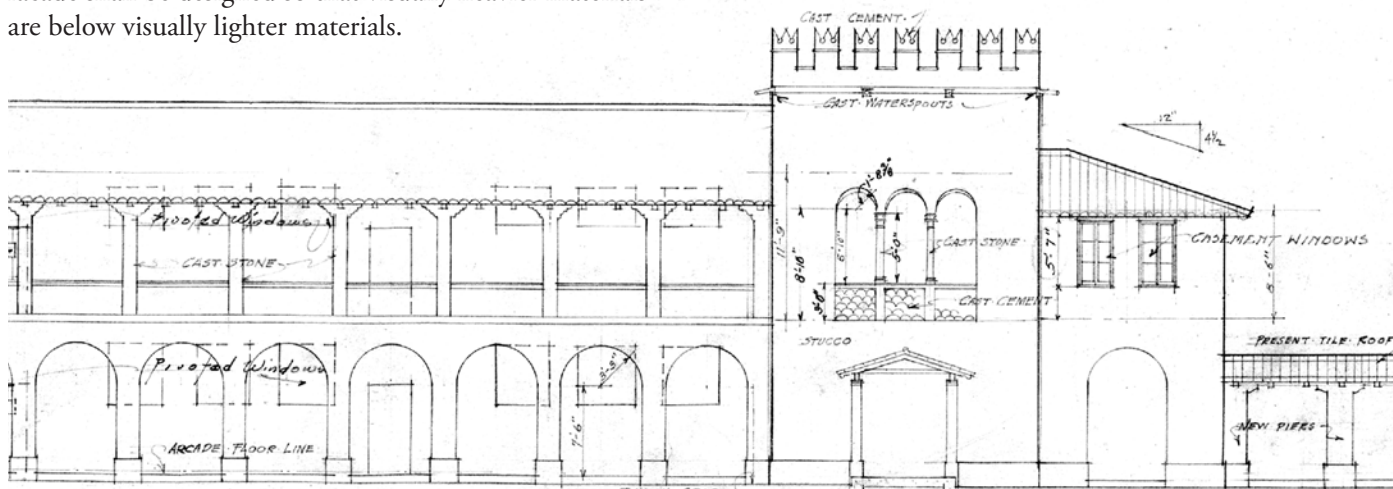 are below visually lighter materials.
CAST CEMENT
CAST WATERSPOUTS
12"
4½
Pivoted Windows
CAST STONE
11'-9"
8'-10"
6'-10"
5'-0"
CAST STONE
CAST CEMENT
5'-7"
CASEMENT WINDOWS
8'-6"
STUCCO
PRESENT TILE ROOF
Pivoted Windows
7'-6"
ARCADE FLOOR LINE
NEW PIERS